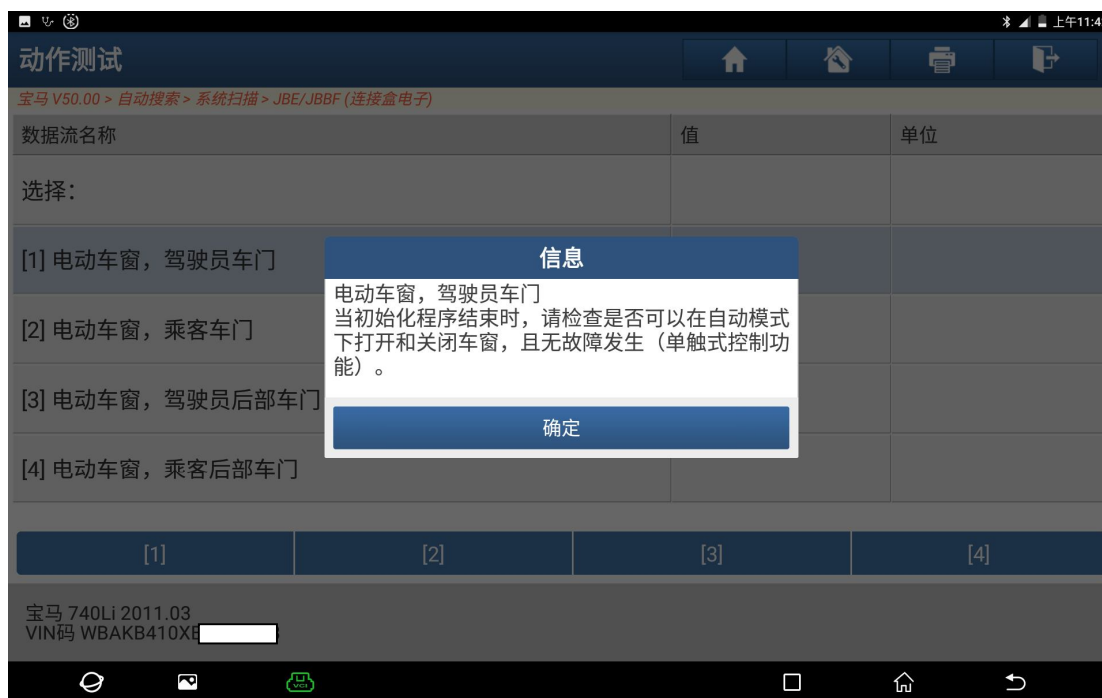 上午11:4
动作测试
宝马 V50.00 > 自动搜索 > 系统扫描 > JBE/JBBF (连接盒电子)
数据流名称 值 单位
选择：
[1] 电动车窗，驾驶员车门
[2] 电动车窗，乘客车门
[3] 电动车窗，驾驶员后部车门
[4] 电动车窗，乘客后部车门
信息
电动车窗，驾驶员车门
当初始化程序结束时，请检查是否可以在自动模式
下打开和关闭车窗，且无故障发生（单触式控制功
能）。
确定
[1] [2] [3] [4]
宝马 740Li 2011.03
VIN码 WBAKB410X
VCI